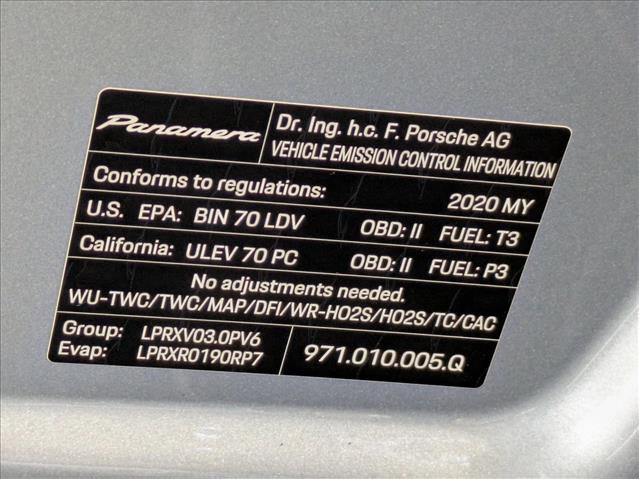 Panamera
Dr. Ing. h.c. F. Porsche AG
VEHICLE EMISSION CONTROL INFORMATION
Conforms to regulations: 2020 MY
U.S. EPA: BIN 70 LDV OBD: II FUEL: T3
California: ULEV 70 PC OBD: II FUEL: P3
No adjustments needed.
WU-TWC/TWC/MAP/DFI/WR-HO2S/HO2S/TC/CAC
Group: LPRXV03.0PV6
Evap: LPRXR0190RP7
971.010.005.Q